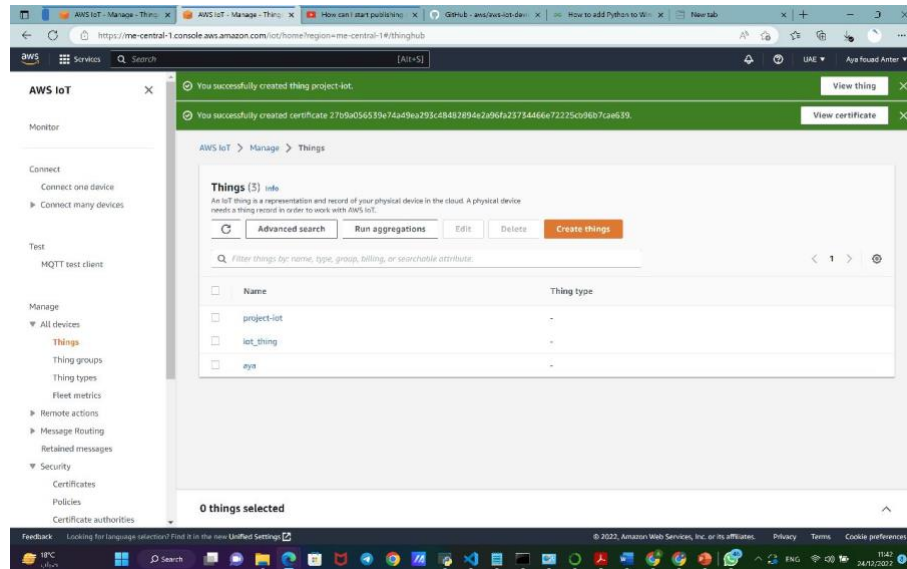 AWS IoT - Manage - Thing
AWS IoT - Manage - Thing
How can I start publishing
GitHub - aws/aws-iot-devi
How to add Python to Win
New tab
https://me-central-1.console.aws.amazon.com/iot/home?region=me-central-1#/thinghub
aws
Services
Search
[Alt+S]
UAE
Aya fouad Anter
AWS IoT
You successfully created thing project-iot.
View thing
You successfully created certificate
View certificate
Monitor
AWS IoT > Manage > Things
Connect
Connect one device
Connect many devices
Test
MQTT test client
Manage
All devices
Things
Thing groups
Thing types
Fleet metrics
Remote actions
Message Routing
Retained messages
Security
Certificates
Policies
Certificate authorities
Things (3) Info
An IoT thing is a representation and record of your physical device in the cloud. A physical device
needs a thing record in order to work with AWS IoT.
Advanced search
Run aggregations
Edit
Delete
Create things
Filter things by: name, type, group, billing, or searchable attribute.
1
Name
Thing type
project-iot
-
iot_thing
-
aya
-
0 things selected
Feedback
Looking for language selection? Find it in the new Unified Settings
© 2022, Amazon Web Services, Inc. or its affiliates.
Privacy
Terms
Cookie preferences
18°C
Search
ENG
11:42
24/12/2022